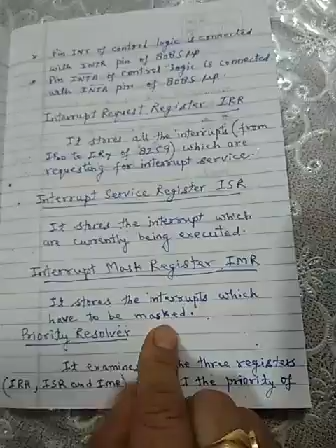 * Pin INT of control logic is connected
with INTR pin of 8085 μp.
* Pin INTA of control logic is connected
with INTA pin of 8085 μp.
Interrupt Request Register IRR
It stores all the interrupts (from
IR0 to IR7 of 8259) which are
requesting for interrupt service.
Interrupt Service Register ISR
It stores the interrupt which
are currently being executed.
Interrupt Mask Register IMR
It stores the interrupts which
have to be masked.
Priority Resolver
It examines the three registers
(IRR, ISR and IMR) the priority of